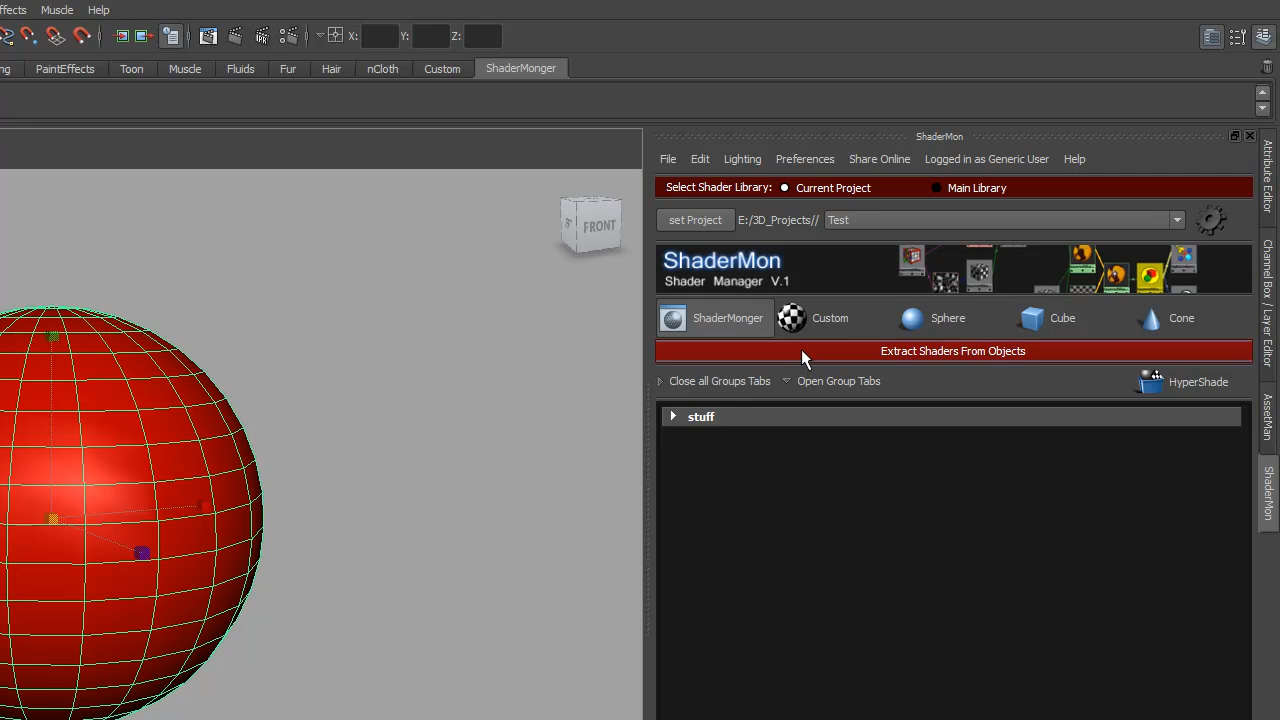 ffects Muscle Help
X: Y: Z:
ng PaintEffects Toon Muscle Fluids Fur Hair nCloth Custom ShaderMonger
ShaderMon
File Edit Lighting Preferences Share Online Logged in as Generic User Help
Select Shader Library: Current Project Main Library
set Project E:/3D_Projects// Test
ShaderMon
Shader Manager V.1
ShaderMonger Custom Sphere Cube Cone
Extract Shaders From Objects
Close all Groups Tabs Open Group Tabs HyperShade
stuff
FRONT
Attribute Editor
Channel Box / Layer Editor
AssetMan
ShaderMon